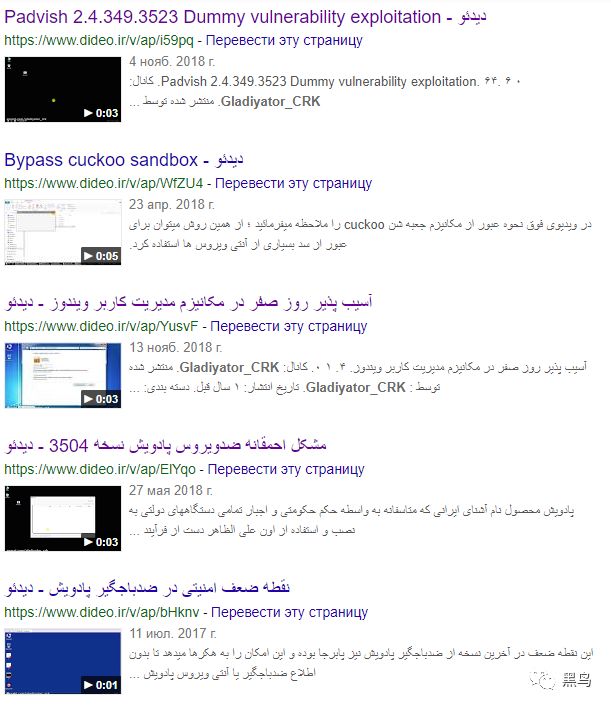 Padvish 2.4.349.3523 Dummy vulnerability exploitation - دیدئو
https://www.dideo.ir/v/ap/i59pq - Перевести эту страницу
4 нояб. 2018 г.
Padvish 2.4.349.3523 Dummy vulnerability exploitation. ۶۴. ۶ ۰. کانال:
Gladiyator_CRK. منتشر شده توسط ...
0:03
Bypass cuckoo sandbox - دیدئو
https://www.dideo.ir/v/ap/WfZU4 - Перевести эту страницу
23 апр. 2018 г.
در ویدیوی فوق نحوه عبور از مکانیزم جعبه شن cuckoo را ملاحظه میفرمائید ؛ از همین روش میتوان برای
عبور از سد بسیاری از آنتی ویروس ها استفاده کرد.
0:05
آسیب پذیر روز صفر در مکانیزم مدیریت کاربر ویندوز - دیدئو
https://www.dideo.ir/v/ap/YusvF - Перевести эту страницу
13 нояб. 2018 г.
آسیب پذیر روز صفر در مکانیزم مدیریت کاربر ویندوز. ۴. ۱ ۰. کانال: Gladiyator_CRK. منتشر شده
توسط : Gladiyator_CRK. تاریخ انتشار: ۱ سال قبل. دسته بندی: ...
0:03
مشکل احمقانه ضدویروس پادویش نسخه 3504 - دیدئو
https://www.dideo.ir/v/ap/ElYqo - Перевести эту страницу
27 мая 2018 г.
پادویش محصول نام آشنای ایرانی که متاسفانه به واسطه حکم حکومتی و اجبار تمامی دستگاههای دولتی به
نصب و استفاده از اون علی الظاهر دست از فرآیند ...
0:03
نقطه ضعف امنیتی در ضدباجگیر پادویش - دیدئو
https://www.dideo.ir/v/ap/bHknv - Перевести эту страницу
11 июл. 2017 г.
این نقطه ضعف در آخرین نسخه از ضدباجگیر پادویش نیز پابرجا بوده و این امکان را به هکرها میدهد تا بدون
اطلاع ضدباجگیر یا آنتی ویروس پادویش ...
0:01
黑鸟